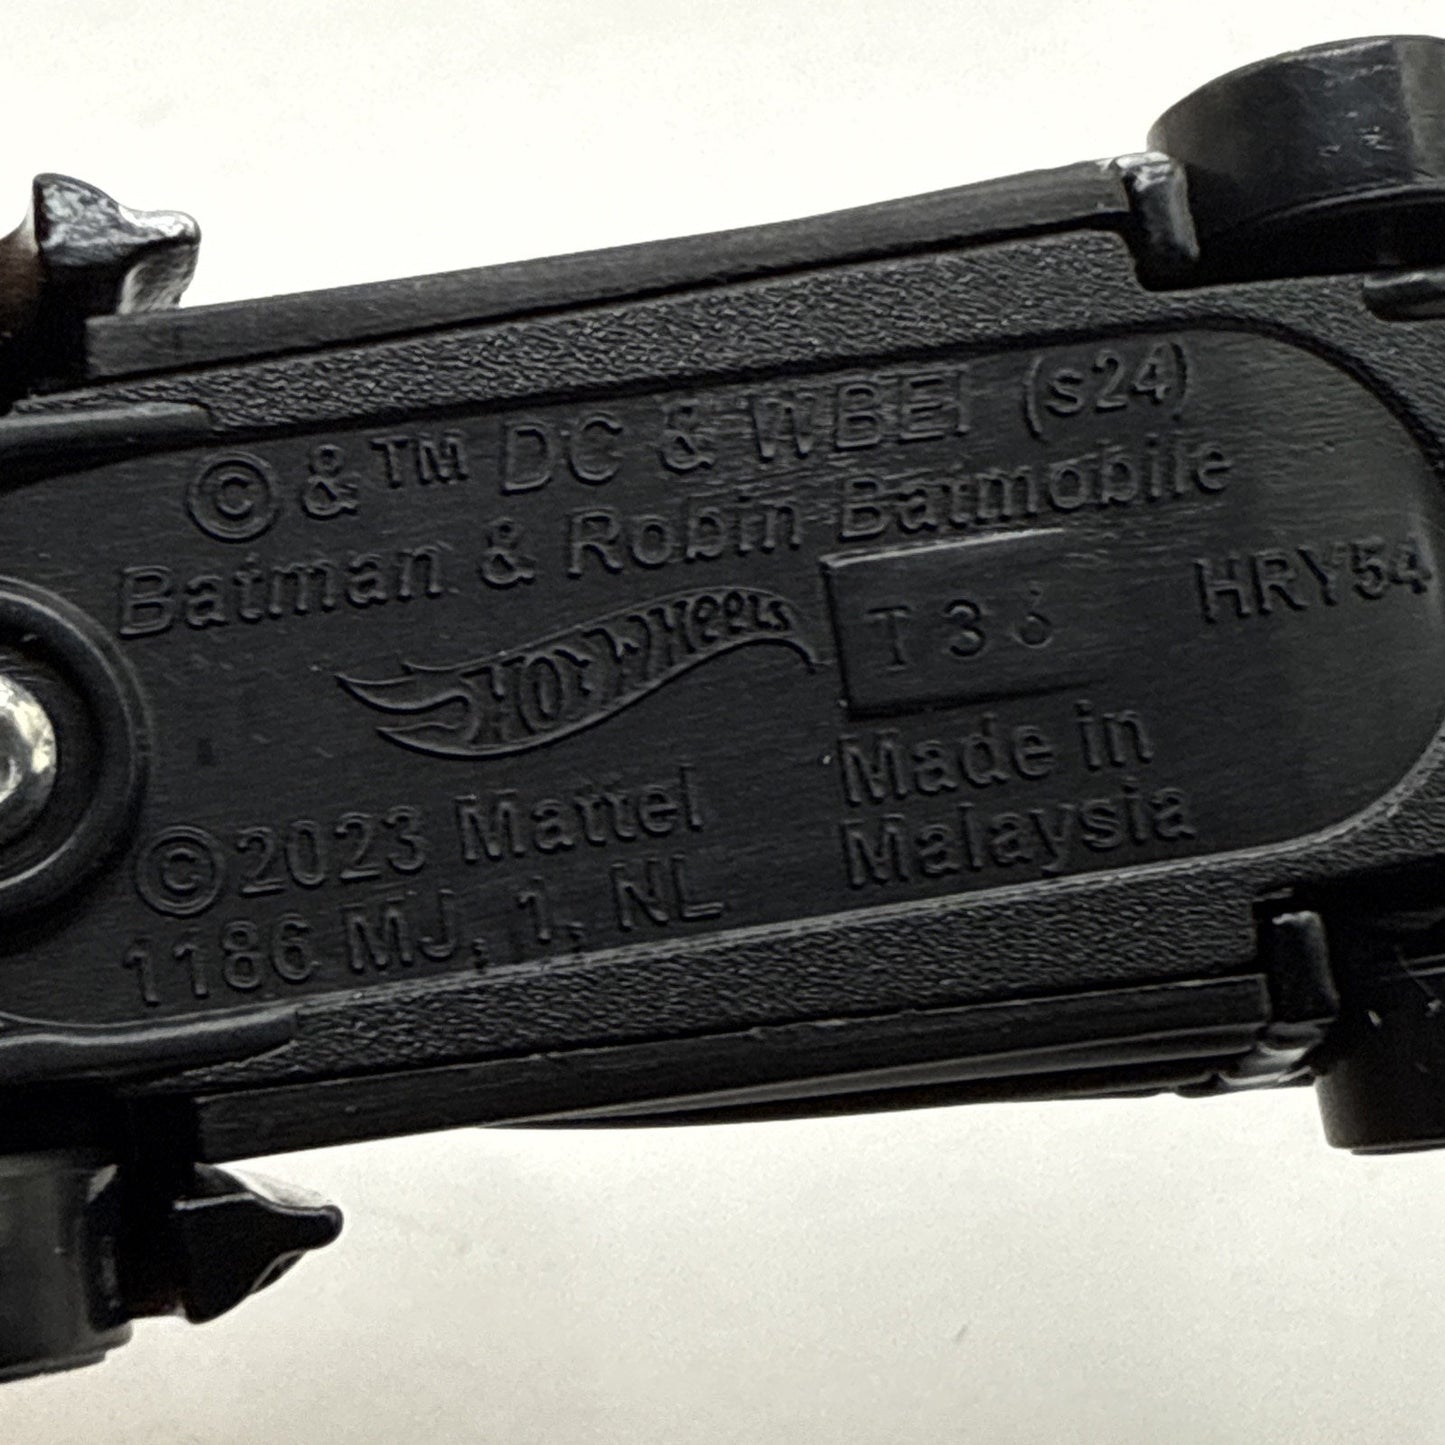 ©&™ DC & WBEI (s24)
Batman & Robin Batmobile
HOT WHeeLs
T36
HRY54
©2023 Mattel
1186 MJ, 1, NL
Made in
Malaysia